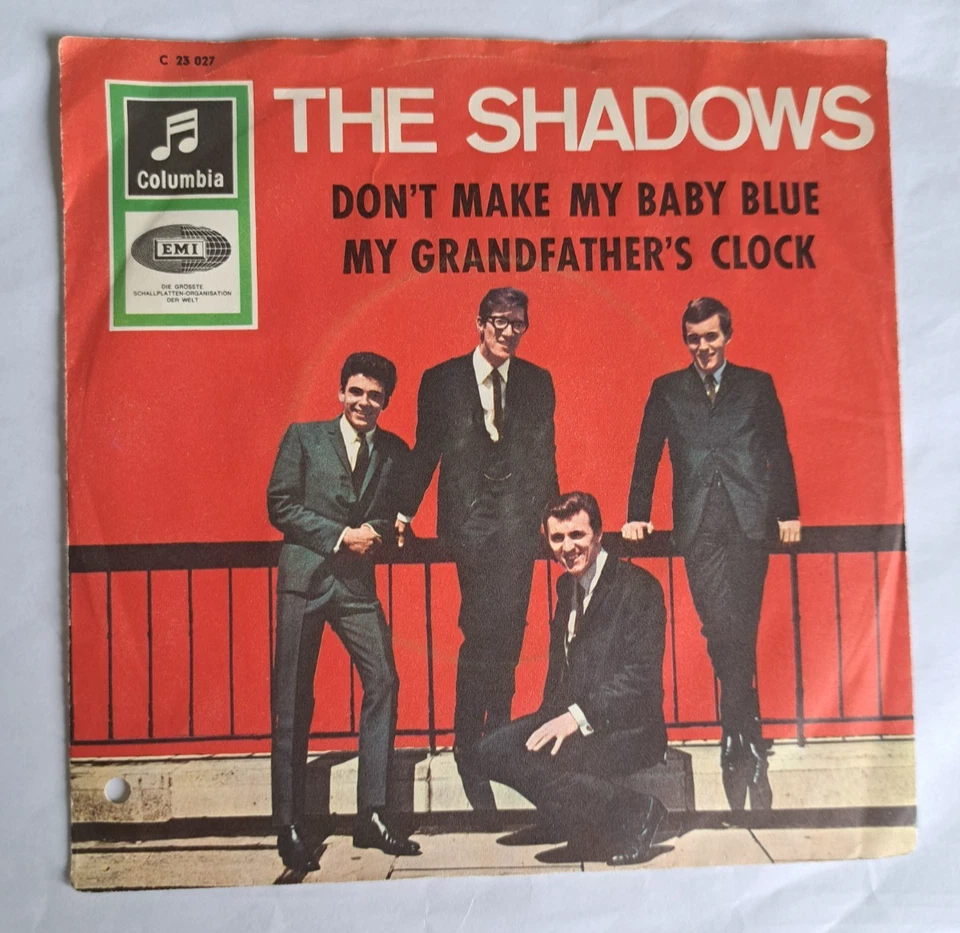 C 23 027
THE SHADOWS
Columbia
DON'T MAKE MY BABY BLUE
MY GRANDFATHER'S CLOCK
EMI
DIE GRÖSSTE
SCHALLPLATTEN-ORGANISATION
DER WELT